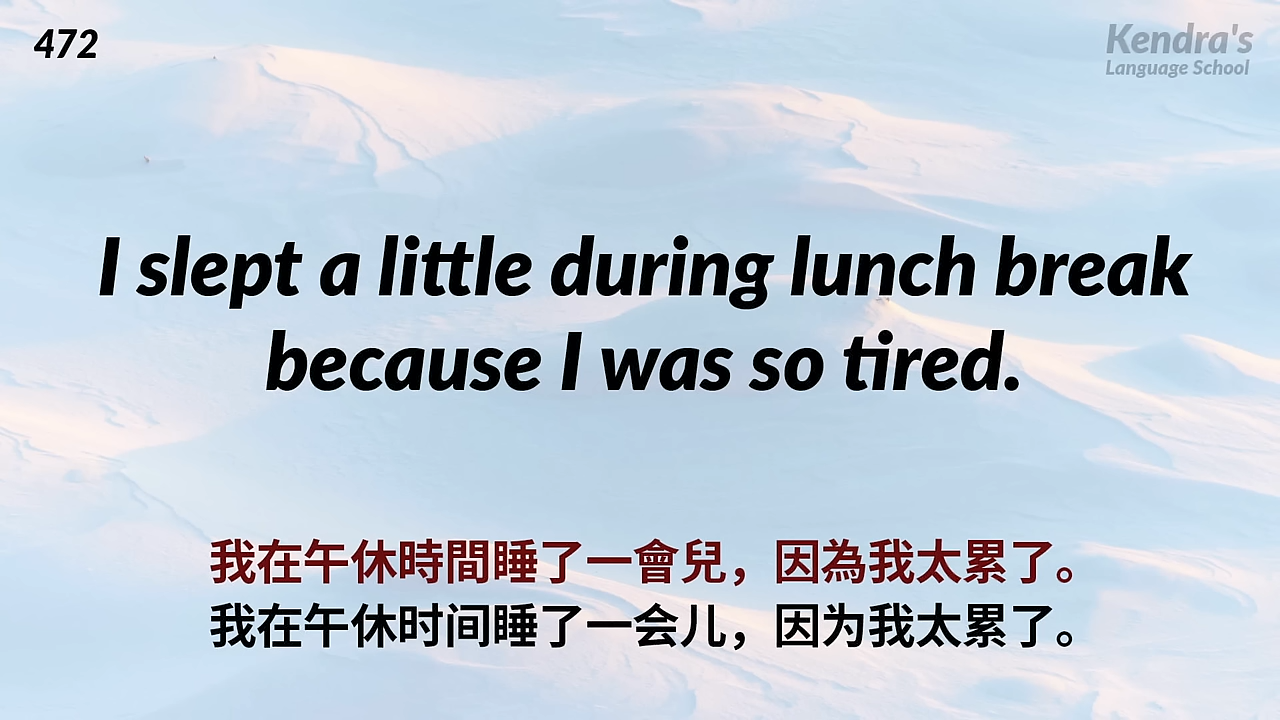 472
Kendra's
Language School
I slept a little during lunch break
because I was so tired.
我在午休時間睡了一會兒，因為我太累了。
我在午休时间睡了一会儿，因为我太累了。